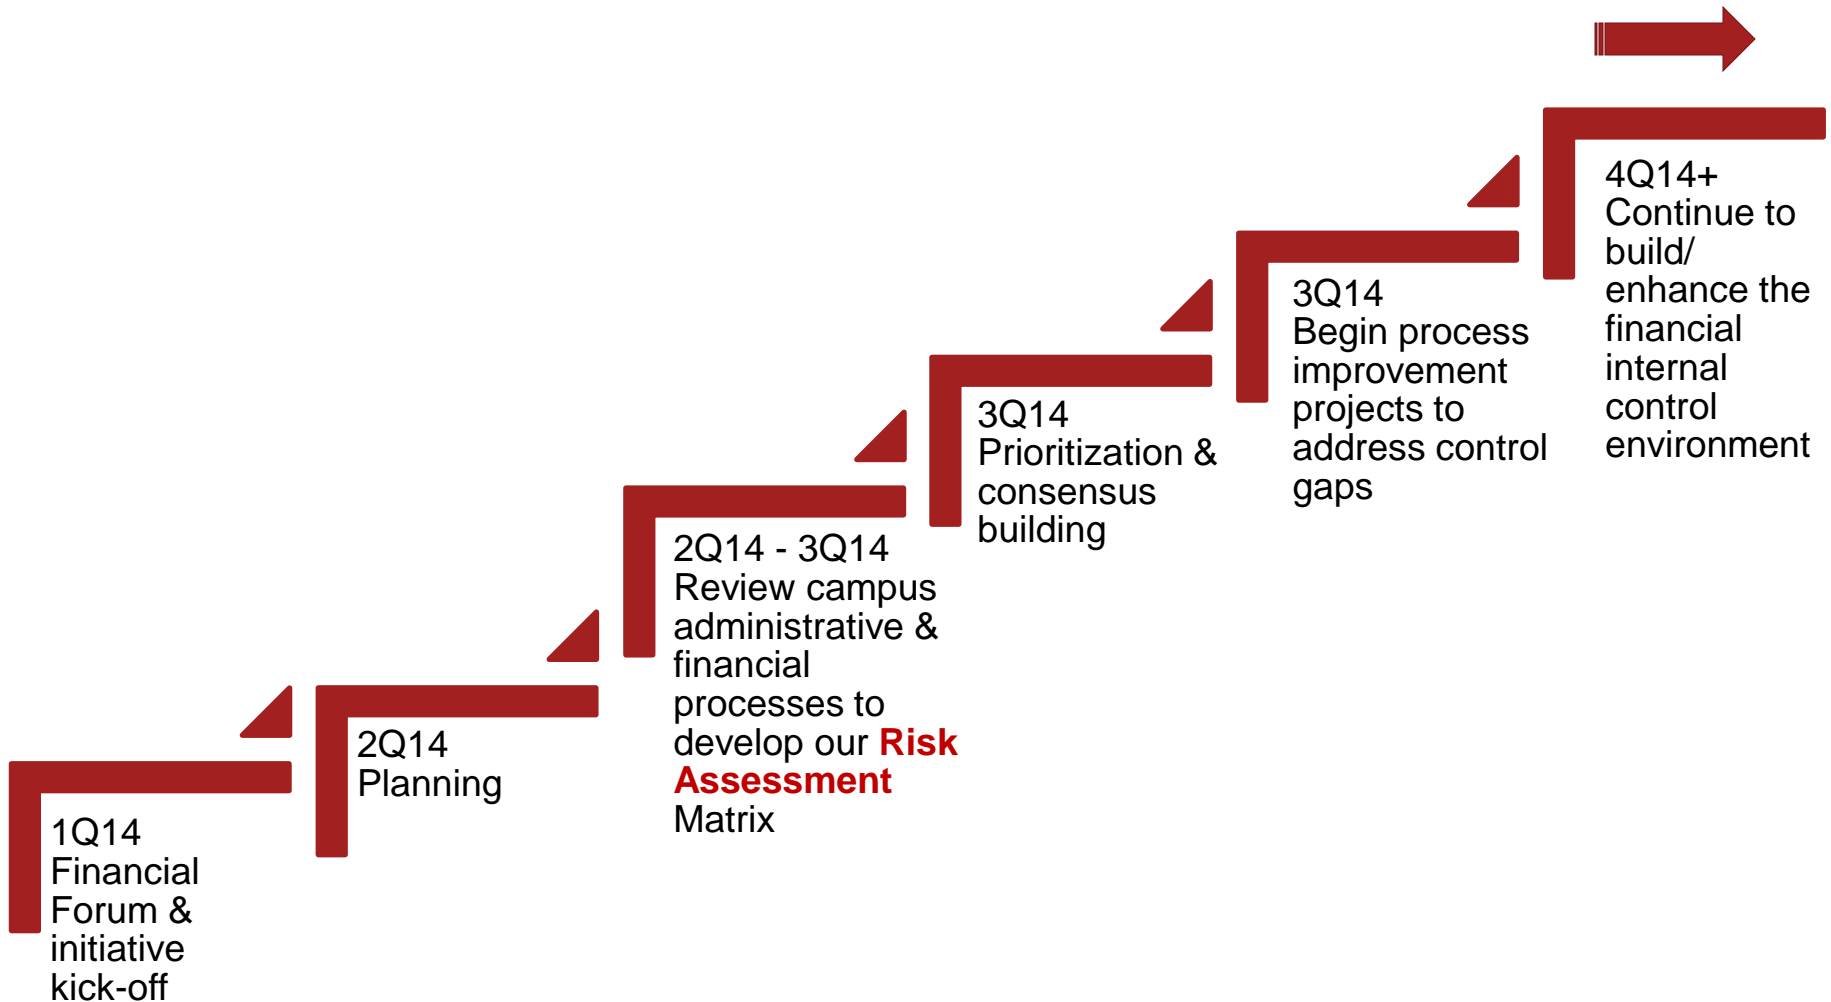 1Q14
Financial
Forum &
initiative
kick-off
2Q14
Planning
2Q14 - 3Q14
Review campus
administrative &
financial
processes to
develop our Risk
Assessment
Matrix
3Q14
Prioritization &
consensus
building
3Q14
Begin process
improvement
projects to
address control
gaps
4Q14+
Continue to
build/
enhance the
financial
internal
control
environment